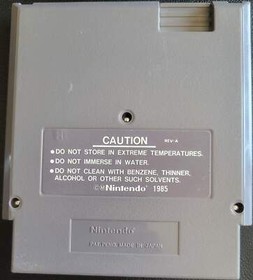 CAUTION REV-A
•DO NOT STORE IN EXTREME TEMPERATURES.
•DO NOT IMMERSE IN WATER.
•DO NOT CLEAN WITH BENZENE, THINNER,
ALCOHOL OR OTHER SUCH SOLVENTS.
©®Nintendo 1985
Nintendo
MADE IN JAPAN